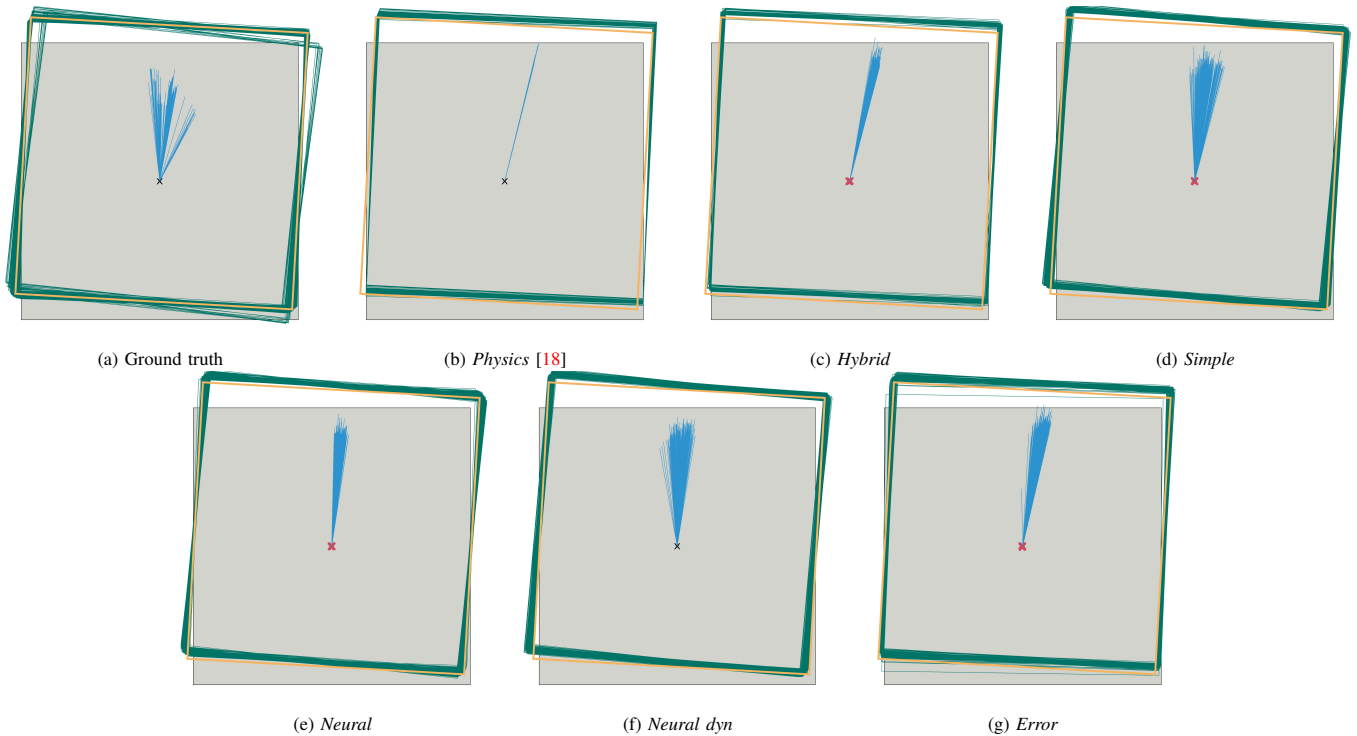 (a) Ground truth
(b) Physics [18]
(c) Hybrid
(d) Simple
(e) Neural
(f) Neural dyn
(g) Error